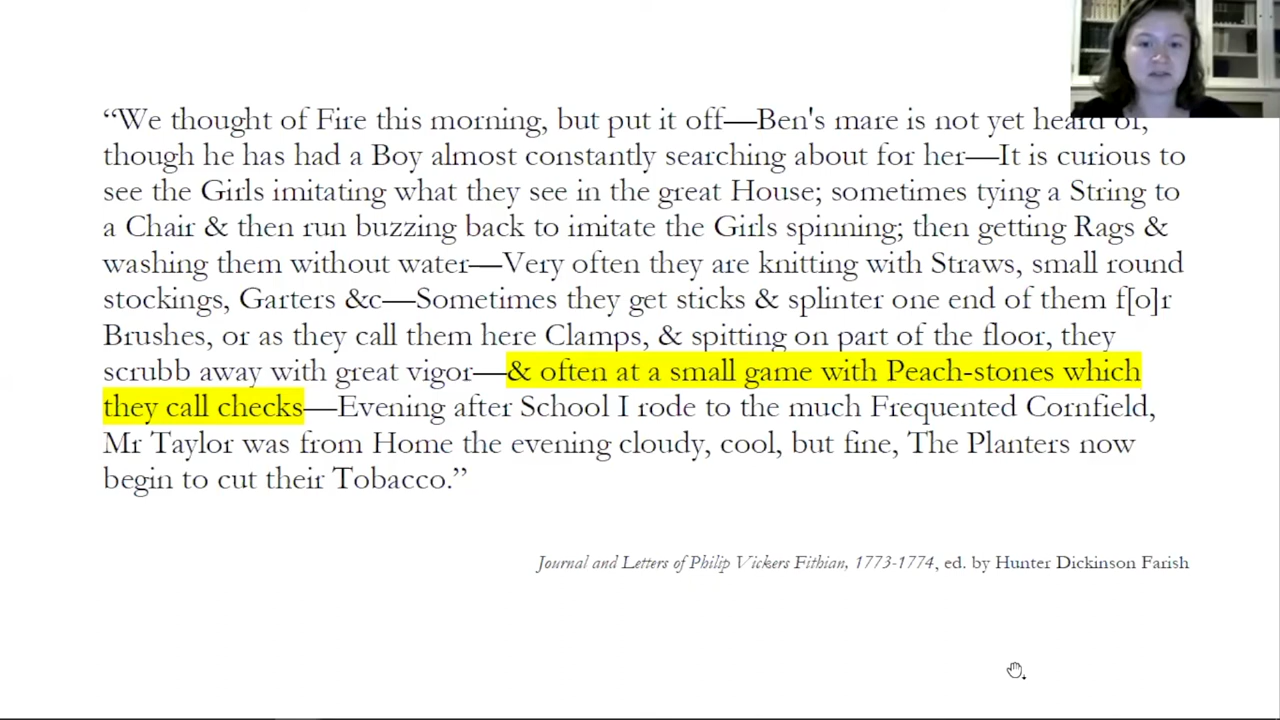 “We thought of Fire this morning, but put it off—Ben's mare is not yet heard of,
though he has had a Boy almost constantly searching about for her—It is curious to
see the Girls imitating what they see in the great House; sometimes tying a String to
a Chair & then run buzzing back to imitate the Girls spinning; then getting Rags &
washing them without water—Very often they are knitting with Straws, small round
stockings, Garters &c—Sometimes they get sticks & splinter one end of them f[o]r
Brushes, or as they call them here Clamps, & spitting on part of the floor, they
scrubb away with great vigor—& often at a small game with Peach-stones which
they call checks—Evening after School I rode to the much Frequented Cornfield,
Mr Taylor was from Home the evening cloudy, cool, but fine, The Planters now
begin to cut their Tobacco.”
Journal and Letters of Philip Vickers Fithian, 1773-1774, ed. by Hunter Dickinson Farish